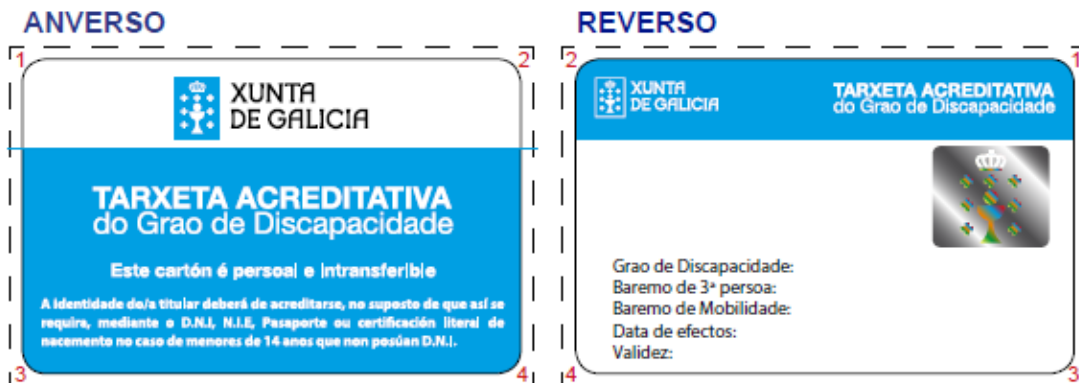 ANVERSO
1 2
XUNTA
DE GALICIA
TARXETA ACREDITATIVA
do Grao de Discapacidade
Este cartón é persoal e intransferible
A identidade do/a titular deberá de acreditarse, no suposto de que así se
requira, mediante o D.N.I, N.I.E, Pasaporte ou certificación literal de
nacemento no caso de menores de 14 anos que non posúan D.N.I.
3 4
REVERSO
2 1
XUNTA
DE GALICIA
TARXETA ACREDITATIVA
do Grao de Discapacidade
Grao de Discapacidade:
Baremo de 3ª persoa:
Baremo de Mobilidade:
Data de efectos:
Validez:
4 3